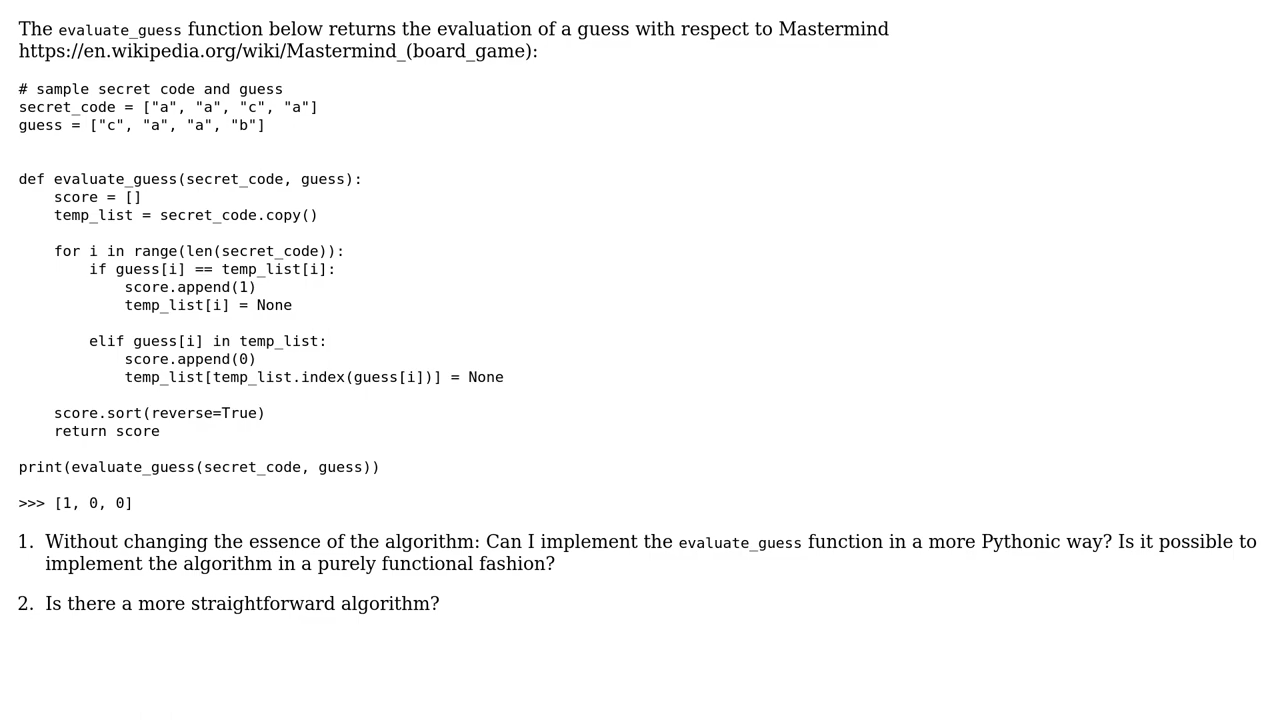 The evaluate_guess function below returns the evaluation of a guess with respect to Mastermind
https://en.wikipedia.org/wiki/Mastermind_(board_game):
# sample secret code and guess
secret_code = ["a", "a", "c", "a"]
guess = ["c", "a", "a", "b"]
def evaluate_guess(secret_code, guess):
    score = []
    temp_list = secret_code.copy()
    for i in range(len(secret_code)):
        if guess[i] == temp_list[i]:
            score.append(1)
            temp_list[i] = None
        elif guess[i] in temp_list:
            score.append(0)
            temp_list[temp_list.index(guess[i])] = None
    score.sort(reverse=True)
    return score
print(evaluate_guess(secret_code, guess))
>>> [1, 0, 0]
1. Without changing the essence of the algorithm: Can I implement the evaluate_guess function in a more Pythonic way? Is it possible to
implement the algorithm in a purely functional fashion?
2. Is there a more straightforward algorithm?